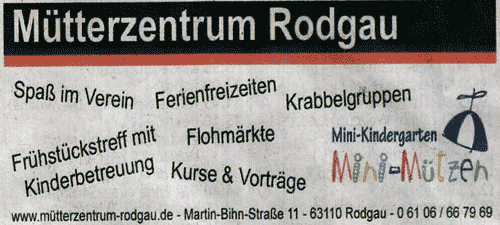 Mütterzentrum Rodgau
Spaß im Verein Ferienfreizeiten Krabbelgruppen
Frühstückstreff mit
Kinderbetreuung
Flohmärkte
Kurse & Vorträge
Mini-Kindergarten
Mini-Mützen
www.mütterzentrum-rodgau.de - Martin-Bihn-Straße 11 - 63110 Rodgau - 0 61 06 / 66 79 69